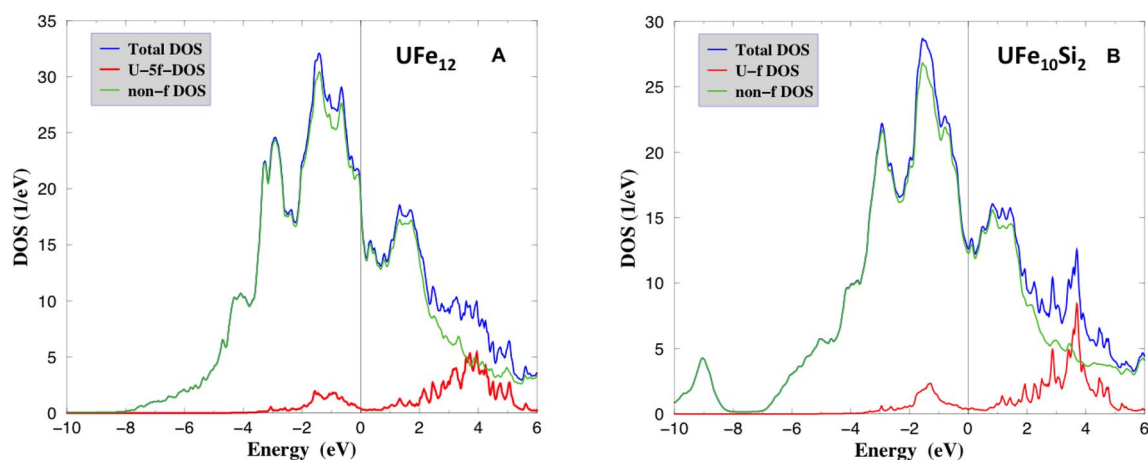 UFe₁₂ A
Total DOS
U−5f−DOS
non−f DOS
DOS (1/eV)
35
30
25
20
15
10
5
0
−10 −8 −6 −4 −2 0 2 4 6
Energy (eV)
UFe₁₀Si₂ B
Total DOS
U−f DOS
non−f DOS
DOS (1/eV)
30
25
20
15
10
5
0
−10 −8 −6 −4 −2 0 2 4 6
Energy (eV)